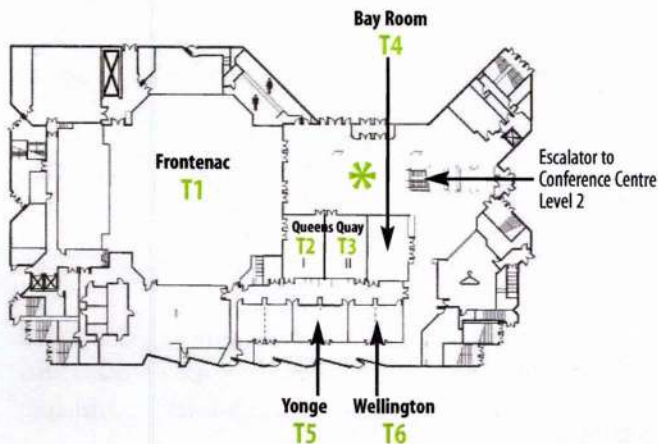 Bay Room
T4
Frontenac
T1
*
Escalator to
Conference Centre
Level 2
Queens Quay
T2
T3
I
II
Yonge
T5
Wellington
T6